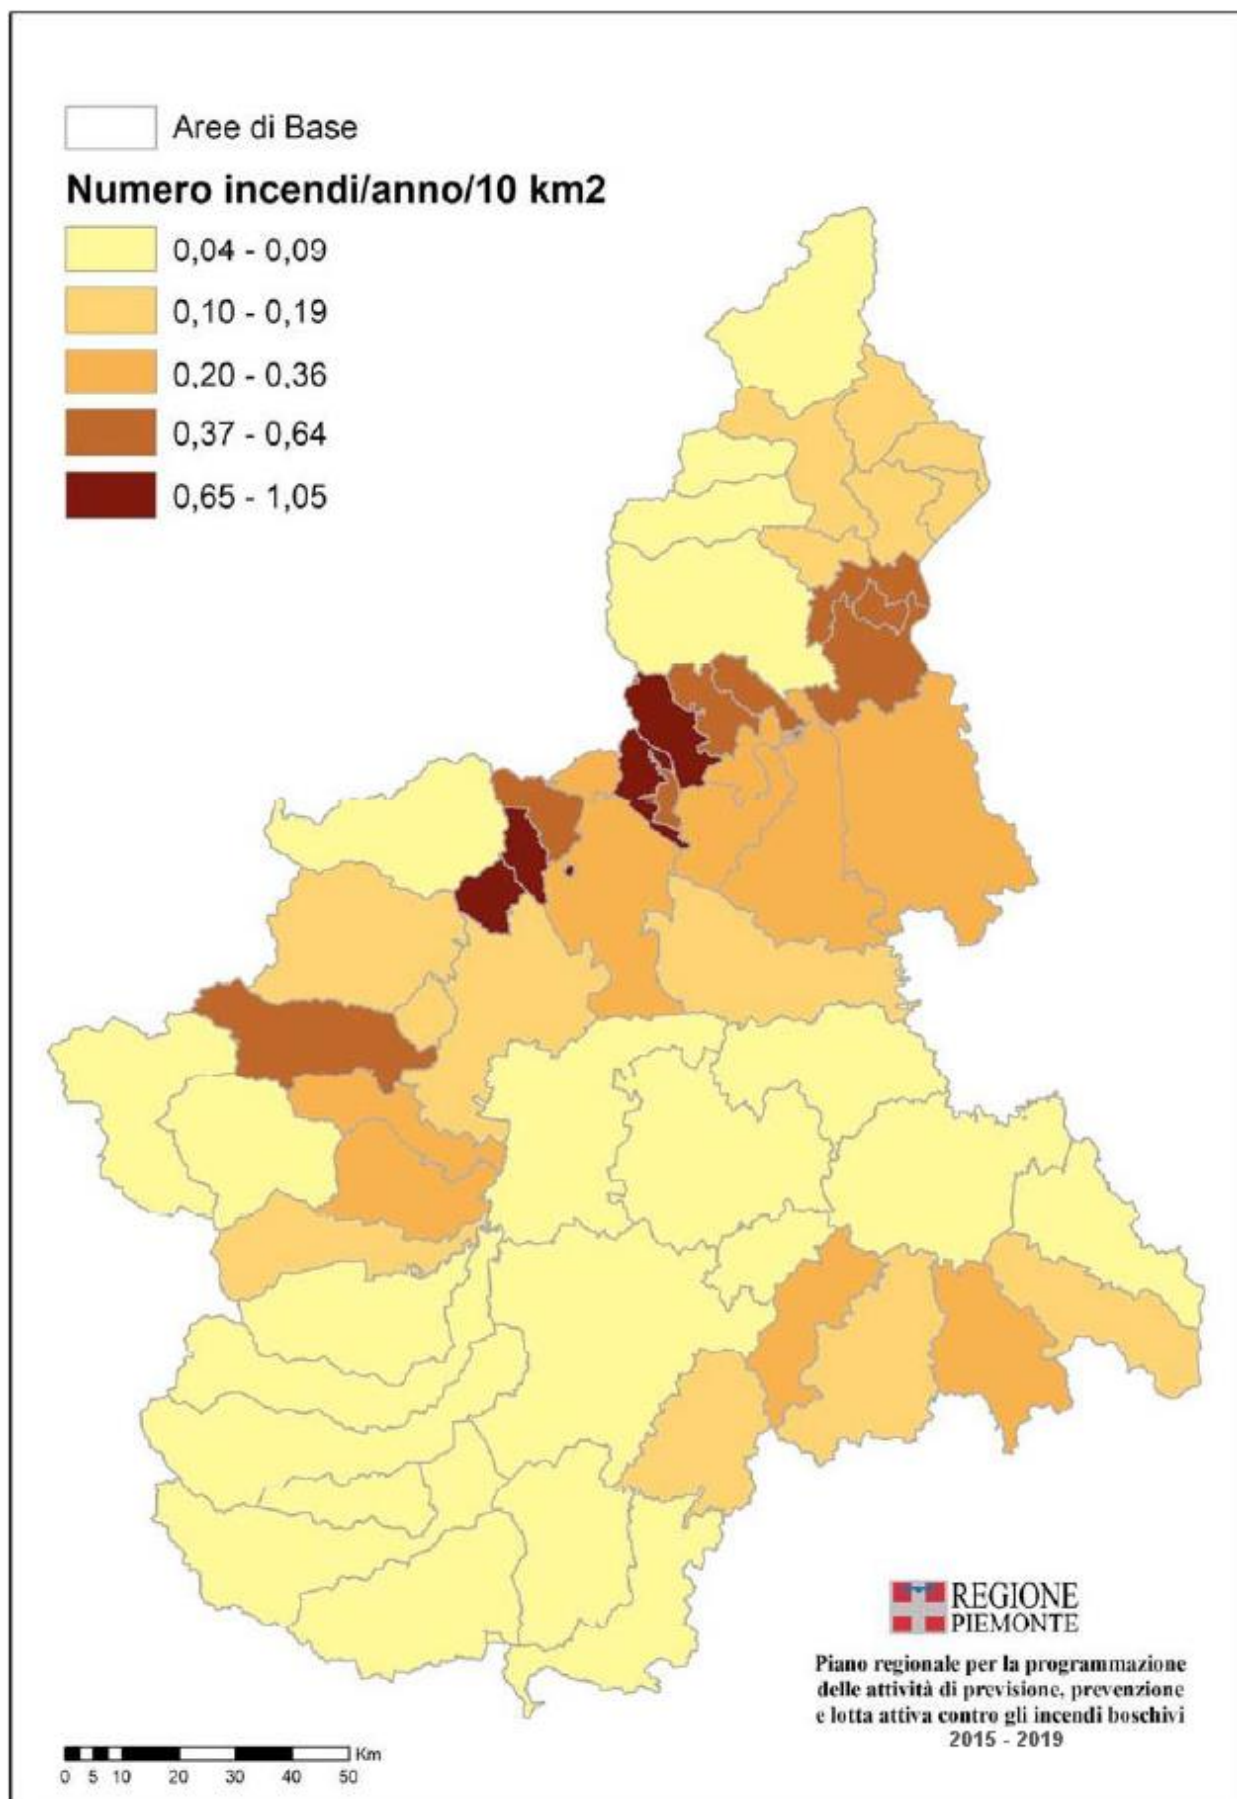 Aree di Base
Numero incendi/anno/10 km2
0,04 - 0,09
0,10 - 0,19
0,20 - 0,36
0,37 - 0,64
0,65 - 1,05
REGIONE
PIEMONTE
Piano regionale per la programmazione
delle attività di previsione, prevenzione
e lotta attiva contro gli incendi boschivi
2015 - 2019
Km
0 5 10 20 30 40 50